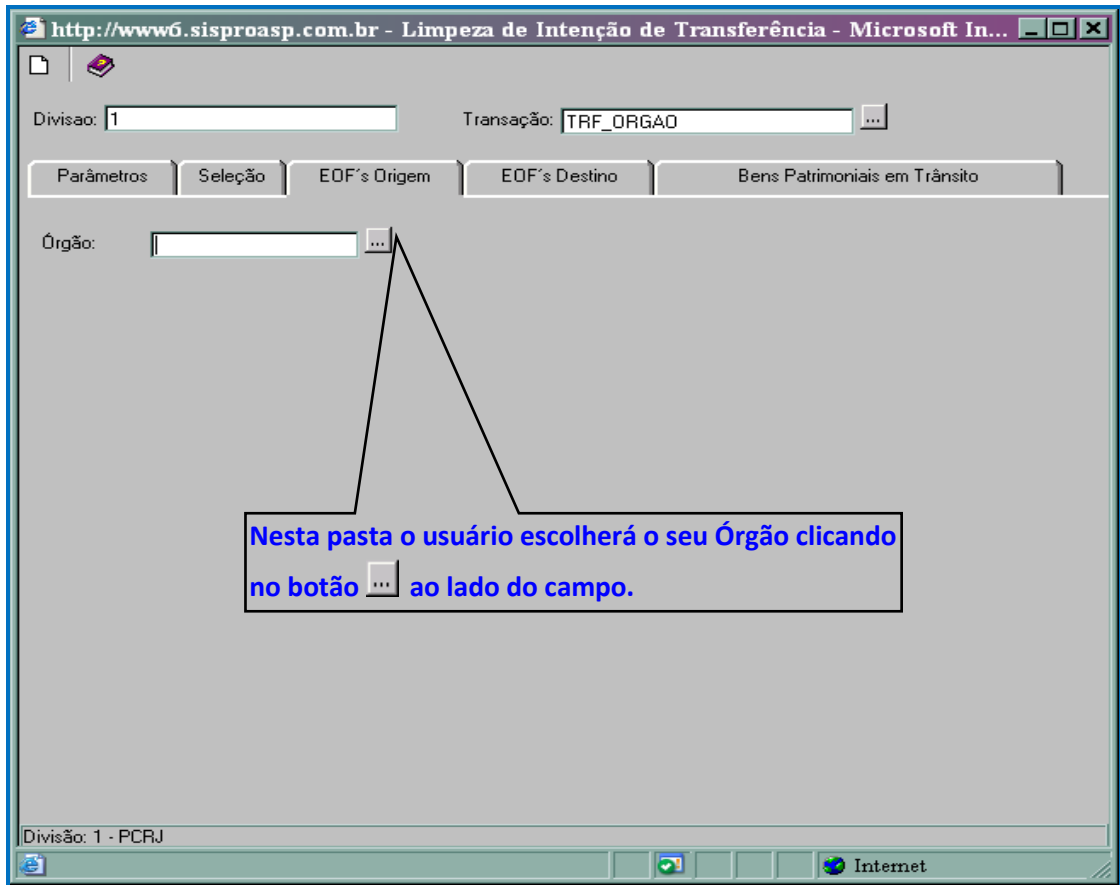 http://www6.sisproasp.com.br - Limpeza de Intenção de Transferência - Microsoft In...
Divisao: 1 Transação: TRF_ORGAO ...
Parâmetros Seleção EOF´s Origem EOF´s Destino Bens Patrimoniais em Trânsito
Órgão: ...
Nesta pasta o usuário escolherá o seu Órgão clicando
no botão ... ao lado do campo.
Divisão: 1 - PCRJ
Internet